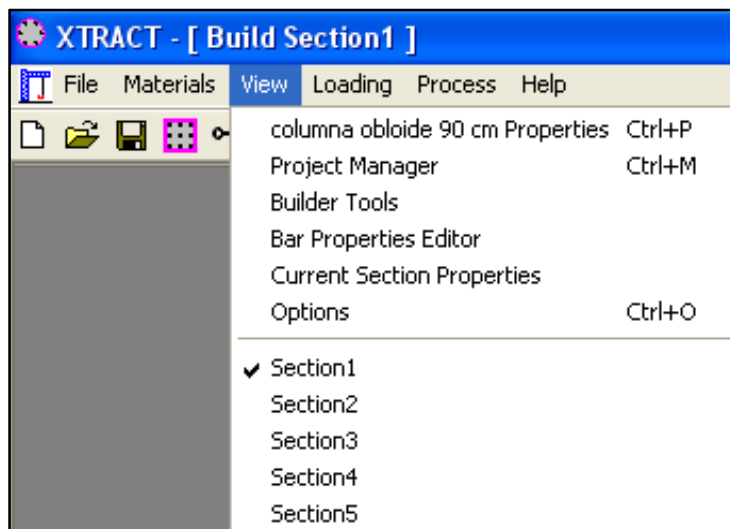 XTRACT - [ Build Section1 ]
File Materials View Loading Process Help
columna obloide 90 cm Properties Ctrl+P
Project Manager Ctrl+M
Builder Tools
Bar Properties Editor
Current Section Properties
Options Ctrl+O
Section1
Section2
Section3
Section4
Section5